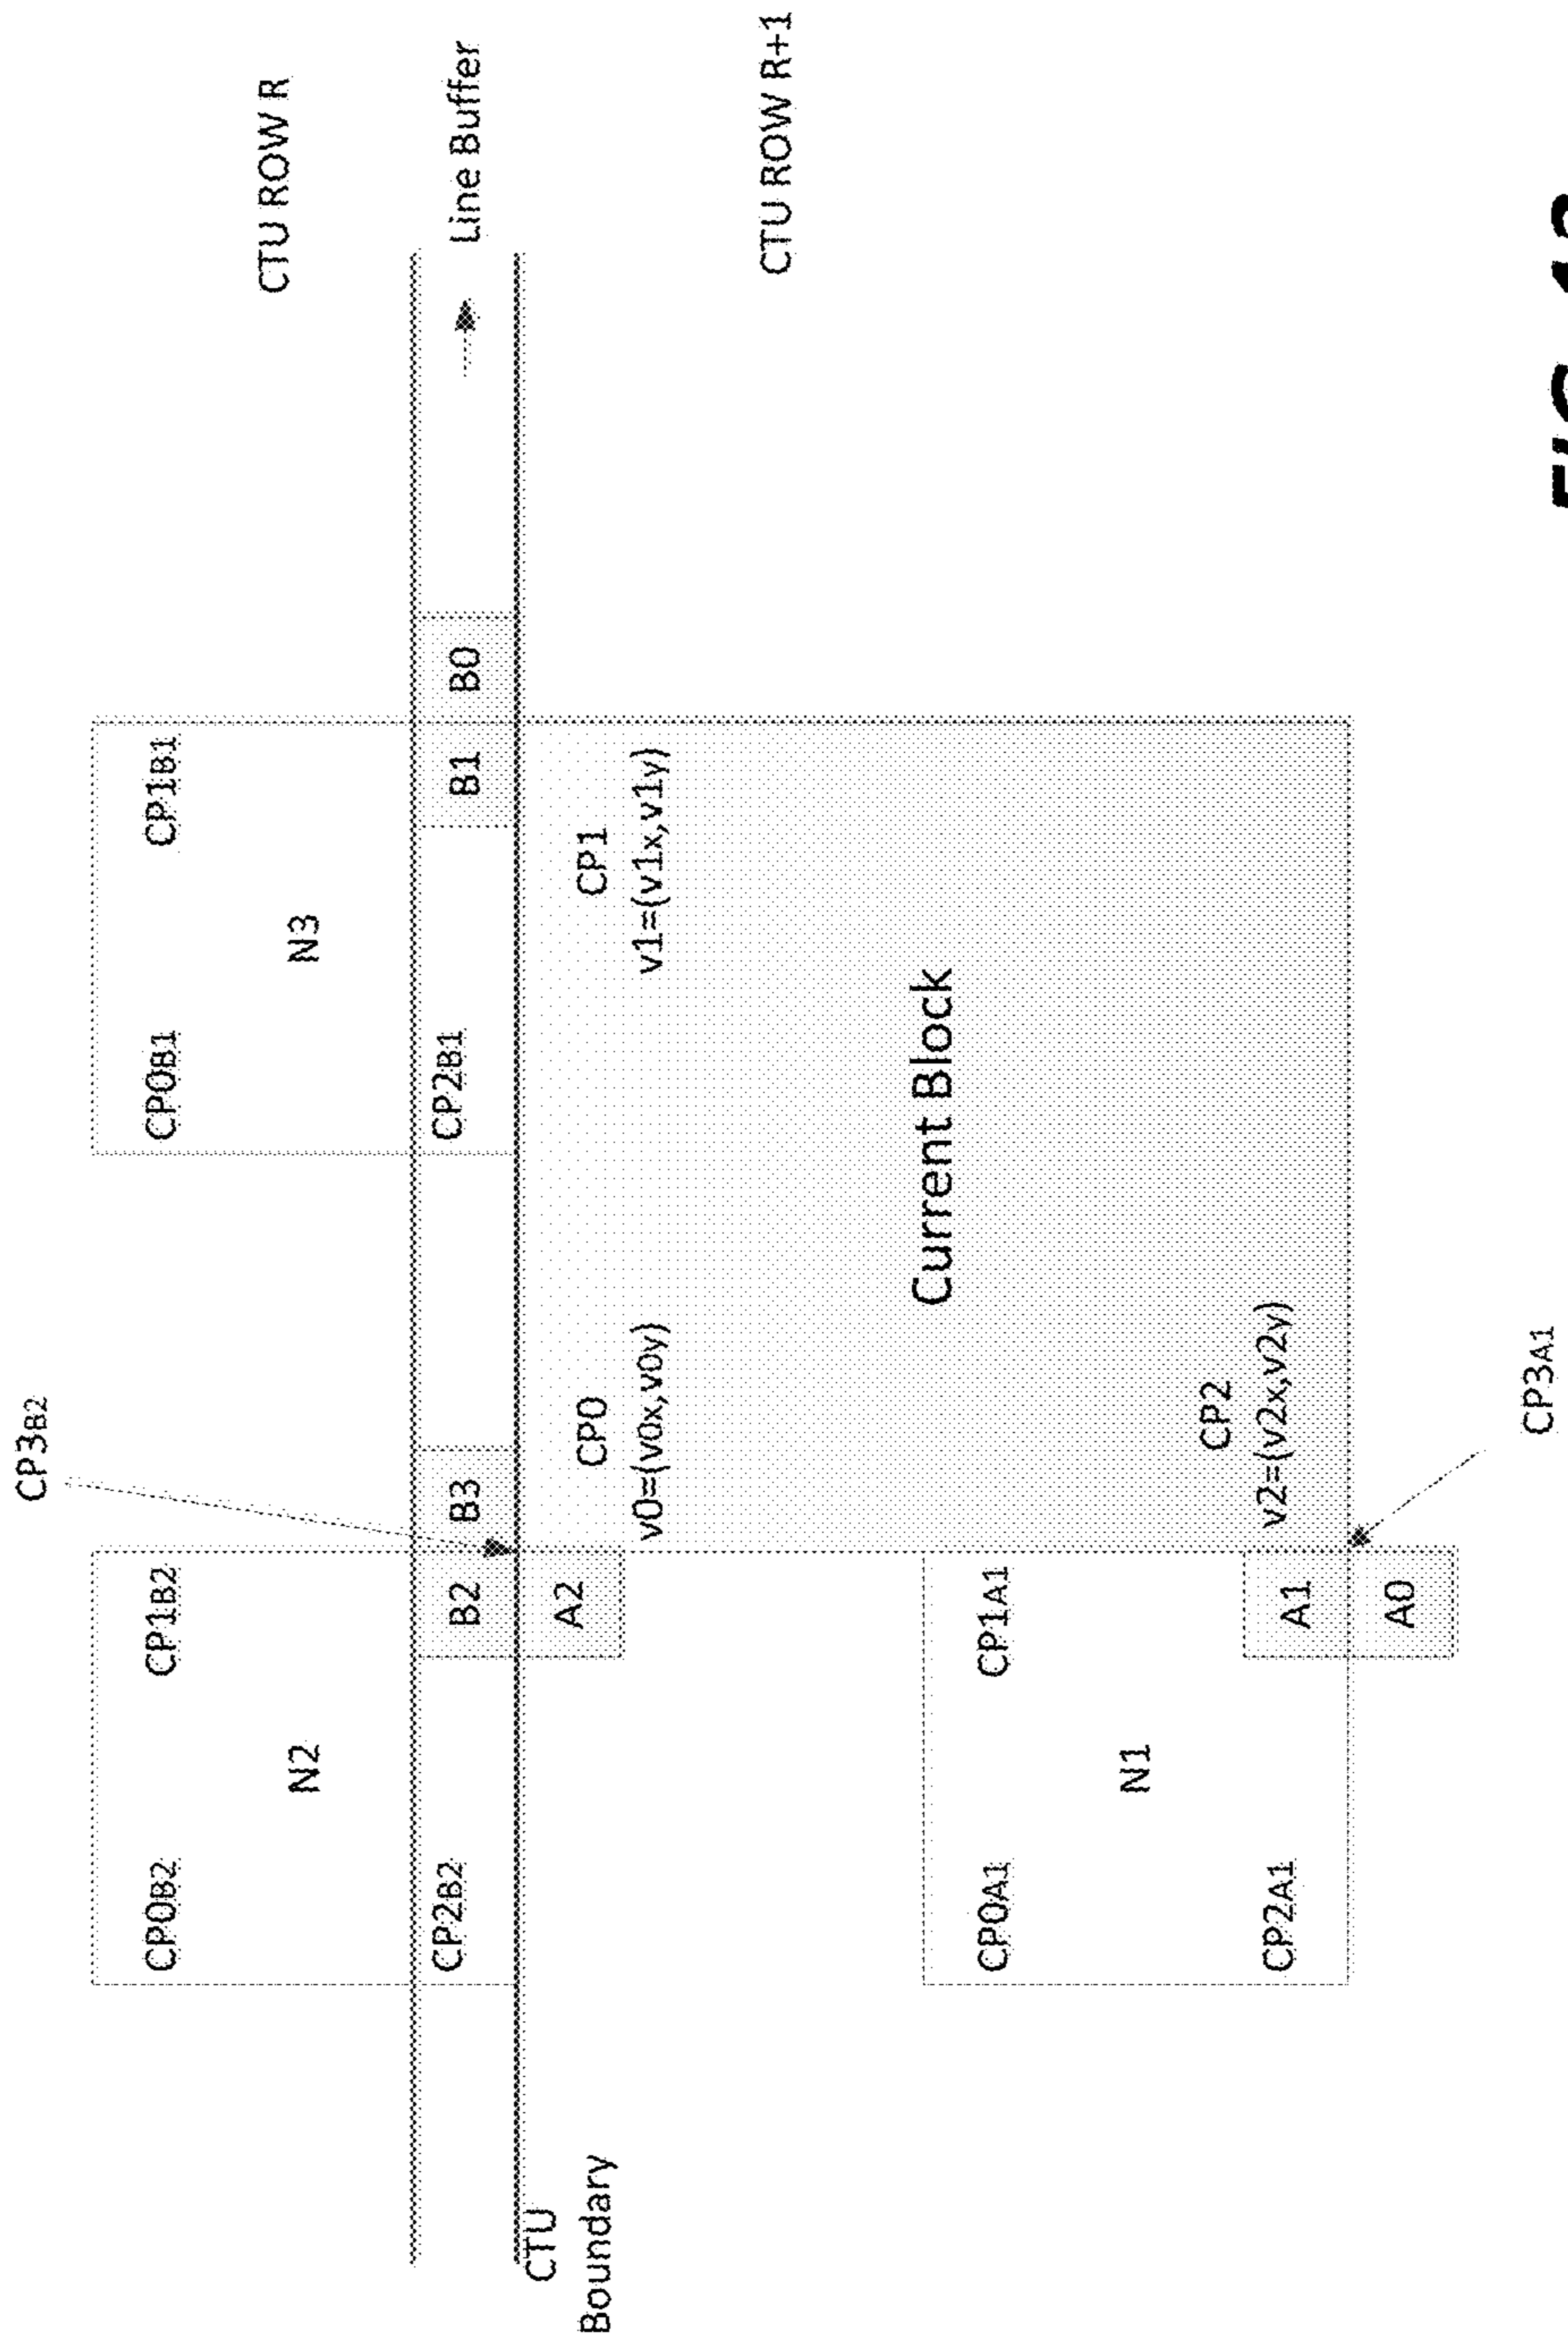 CP3B2
CTU ROW R
CP0B2
CP1B2
CP0B1
CP1B1
N2
N3
CP2B2
B2
B3
CP2B1
B1
B0
Line Buffer
CTU
Boundary
A2
CP0
v0=(v0x,v0y)
CP1
v1=(v1x,v1y)
CTU ROW R+1
Current Block
CP0A1
CP1A1
N1
CP2A1
A1
CP2
v2=(v2x,v2y)
A0
CP3A1
FIG.